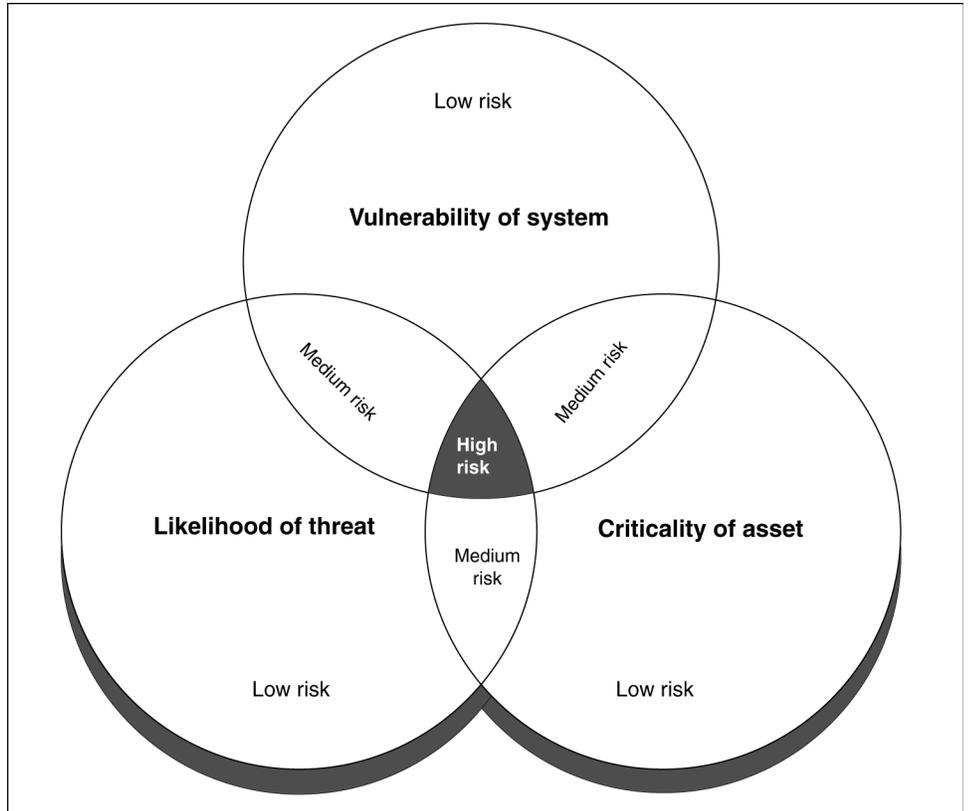 Low risk
Vulnerability of system
Medium risk
Medium risk
High
risk
Likelihood of threat
Criticality of asset
Medium
risk
Low risk
Low risk